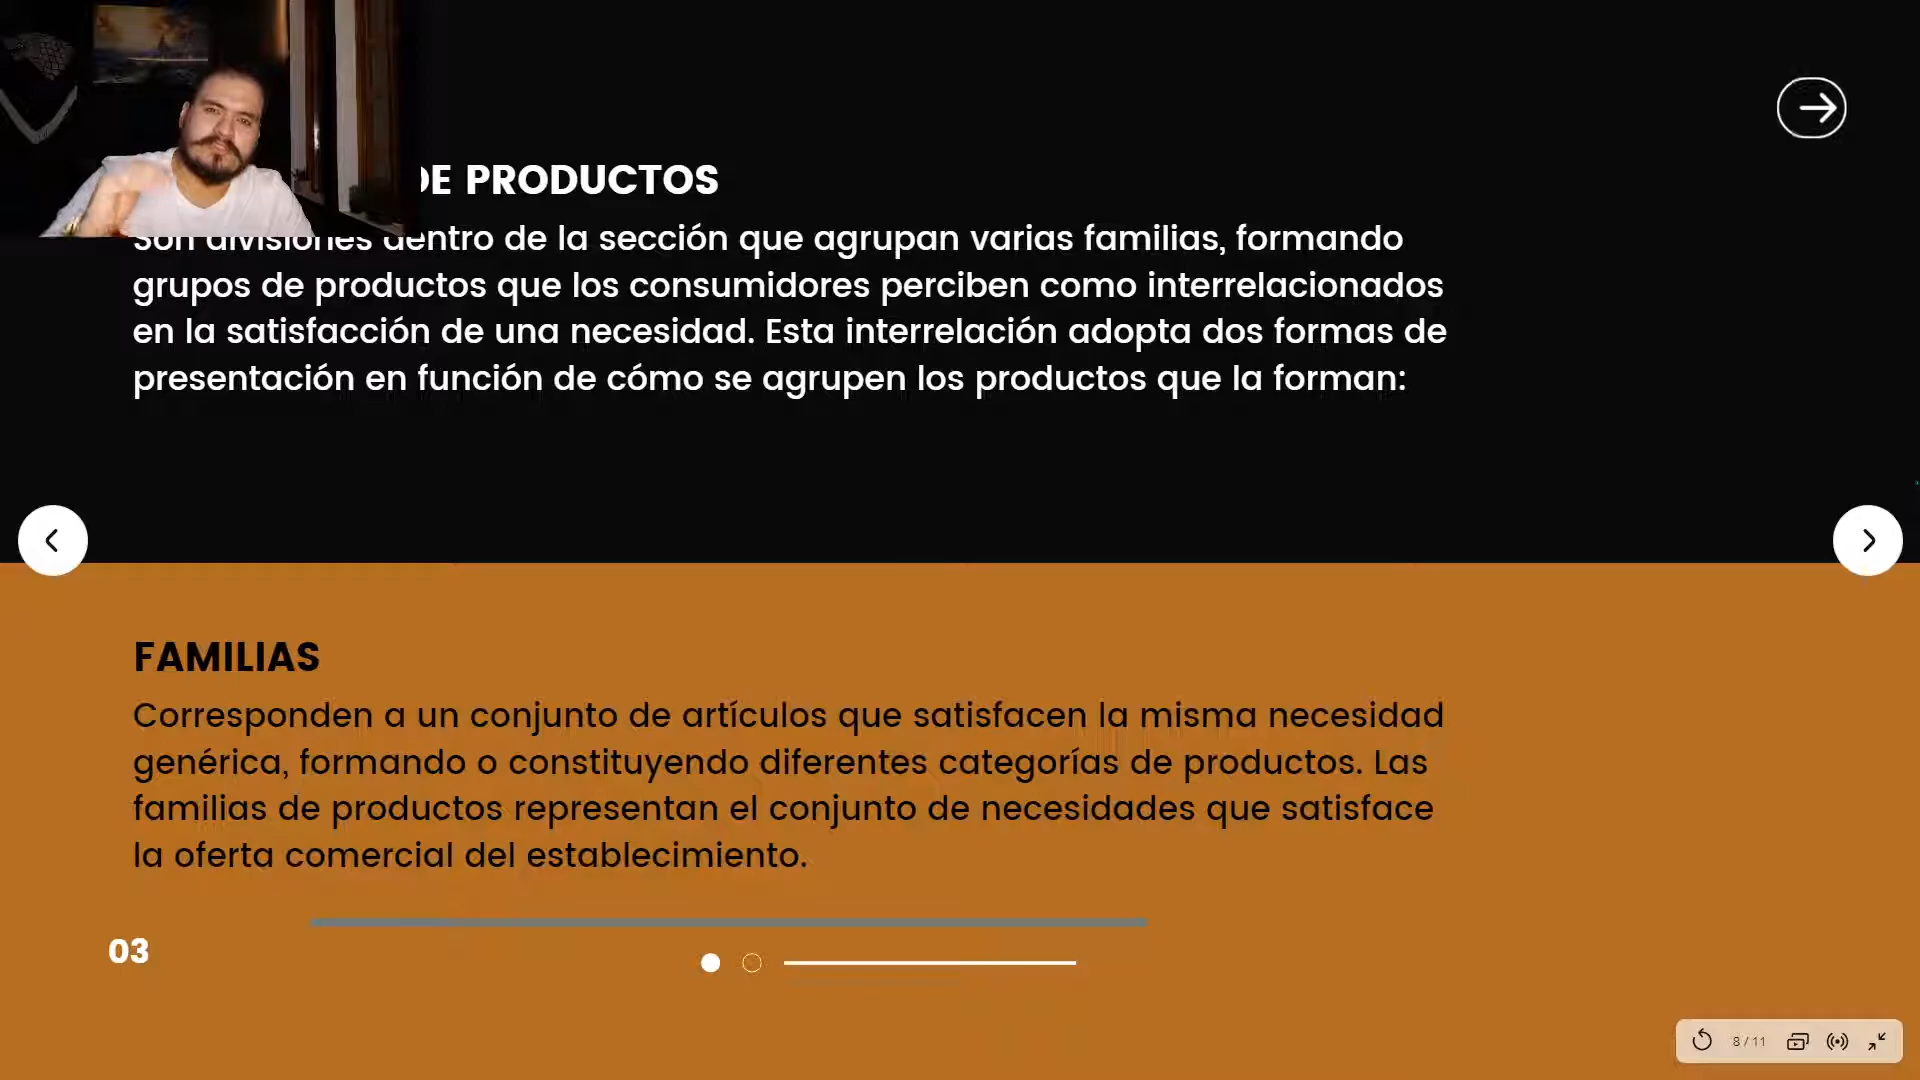 DE PRODUCTOS
Son divisiones dentro de la sección que agrupan varias familias, formando
grupos de productos que los consumidores perciben como interrelacionados
en la satisfacción de una necesidad. Esta interrelación adopta dos formas de
presentación en función de cómo se agrupen los productos que la forman:
FAMILIAS
Corresponden a un conjunto de artículos que satisfacen la misma necesidad
genérica, formando o constituyendo diferentes categorías de productos. Las
familias de productos representan el conjunto de necesidades que satisface
la oferta comercial del establecimiento.
03
8 / 11